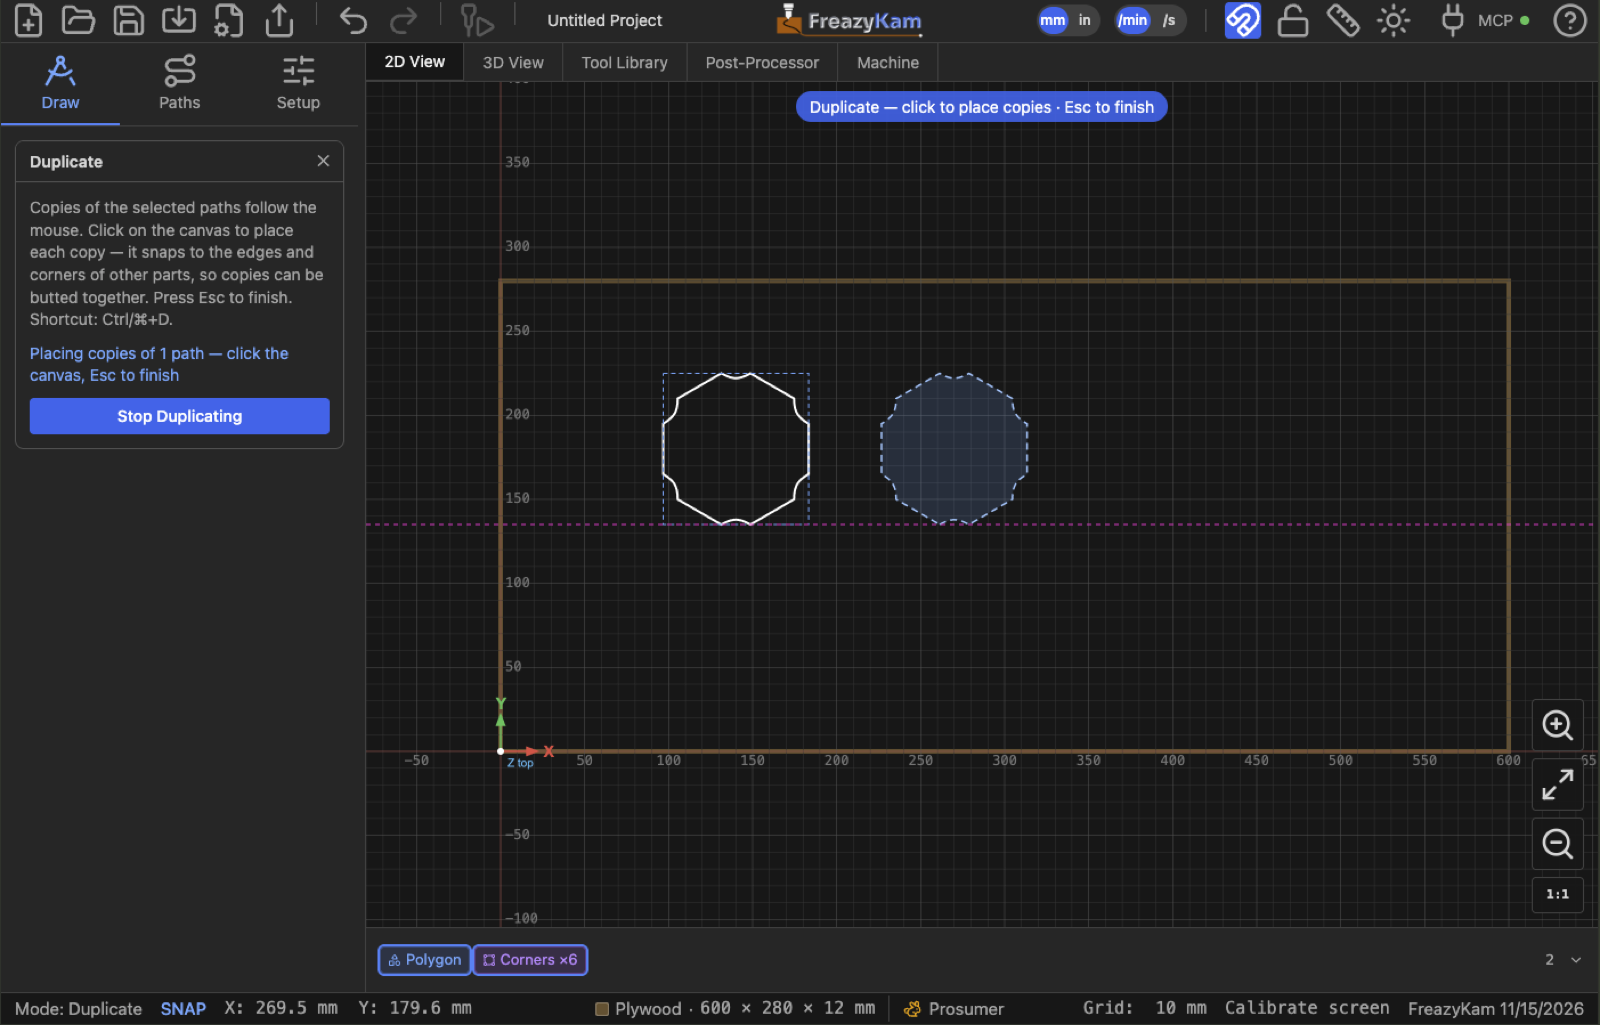 Untitled Project
FreazyKam
mm in
/min /s
MCP
Draw
Paths
Setup
2D View
3D View
Tool Library
Post-Processor
Machine
Duplicate
Copies of the selected paths follow the
mouse. Click on the canvas to place
each copy — it snaps to the edges and
corners of other parts, so copies can be
butted together. Press Esc to finish.
Shortcut: Ctrl/⌘+D.
Placing copies of 1 path — click the
canvas, Esc to finish
Stop Duplicating
Duplicate — click to place copies · Esc to finish
350
300
250
200
150
100
50
Y
X
Z top
-50
50
100
150
200
250
300
350
400
450
500
550
600
-50
-100
1:1
Polygon
Corners ×6
2
Mode: Duplicate
SNAP
X: 269.5 mm
Y: 179.6 mm
Plywood · 600 × 280 × 12 mm
Prosumer
Grid: 10 mm
Calibrate screen
FreazyKam 11/15/2026